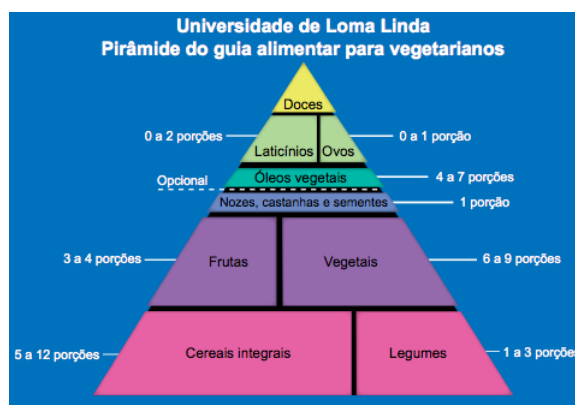 Universidade de Loma Linda
Pirâmide do guia alimentar para vegetarianos
Doces
0 a 2 porções
Laticínios
Ovos
0 a 1 porção
Opcional
Óleos vegetais
4 a 7 porções
Nozes, castanhas e sementes
1 porção
3 a 4 porções
Frutas
Vegetais
6 a 9 porções
5 a 12 porções
Cereais integrais
Legumes
1 a 3 porções